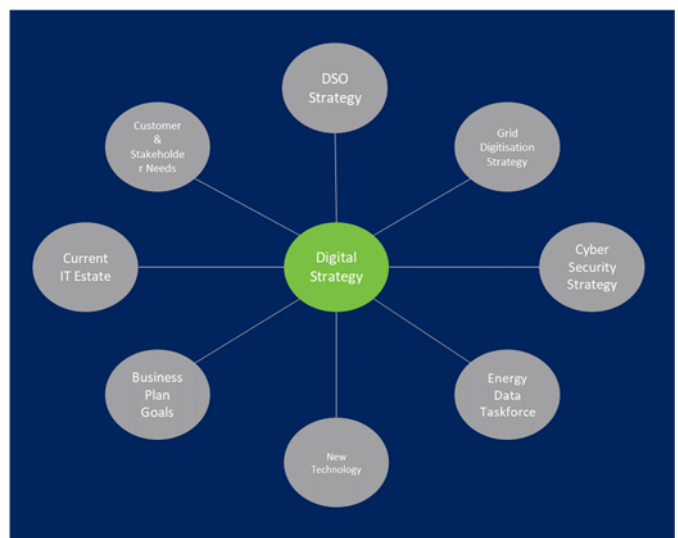 DSO
Strategy
Customer
&
Stakeholde
r Needs
Grid
Digitisation
Strategy
Current
IT Estate
Digital
Strategy
Cyber
Security
Strategy
Business
Plan
Goals
Energy
Data
Taskforce
New
Technology